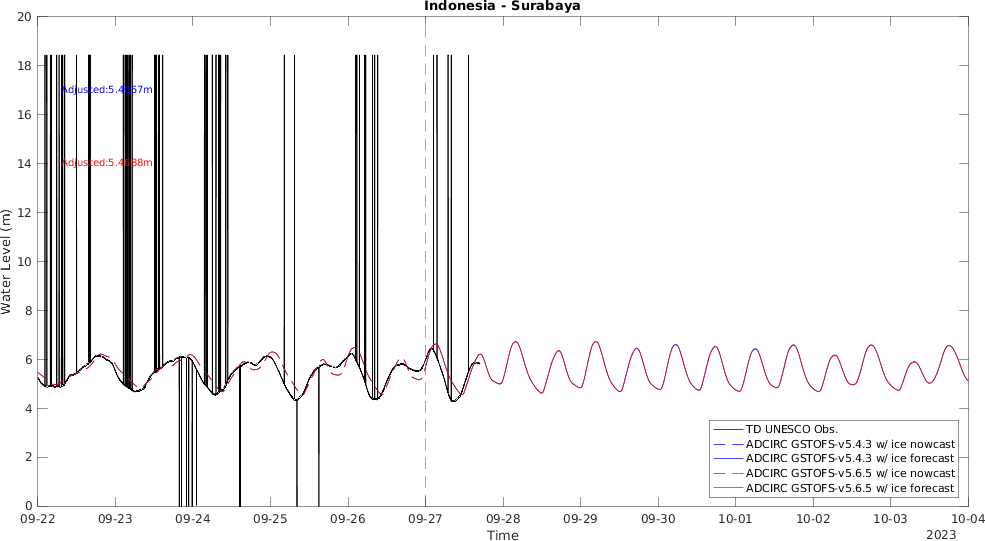 Indonesia - Surabaya
20
18
16
14
12
10
8
6
4
2
0
Water Level (m)
TD UNESCO Obs.
ADCIRC GSTOFS-v5.4.3 w/ ice nowcast
ADCIRC GSTOFS-v5.4.3 w/ ice forecast
ADCIRC GSTOFS-v5.6.5 w/ ice nowcast
ADCIRC GSTOFS-v5.6.5 w/ ice forecast
09-22 09-23 09-24 09-25 09-26 09-27 09-28 09-29 09-30 10-01 10-02 10-03 10-04
Time
2023